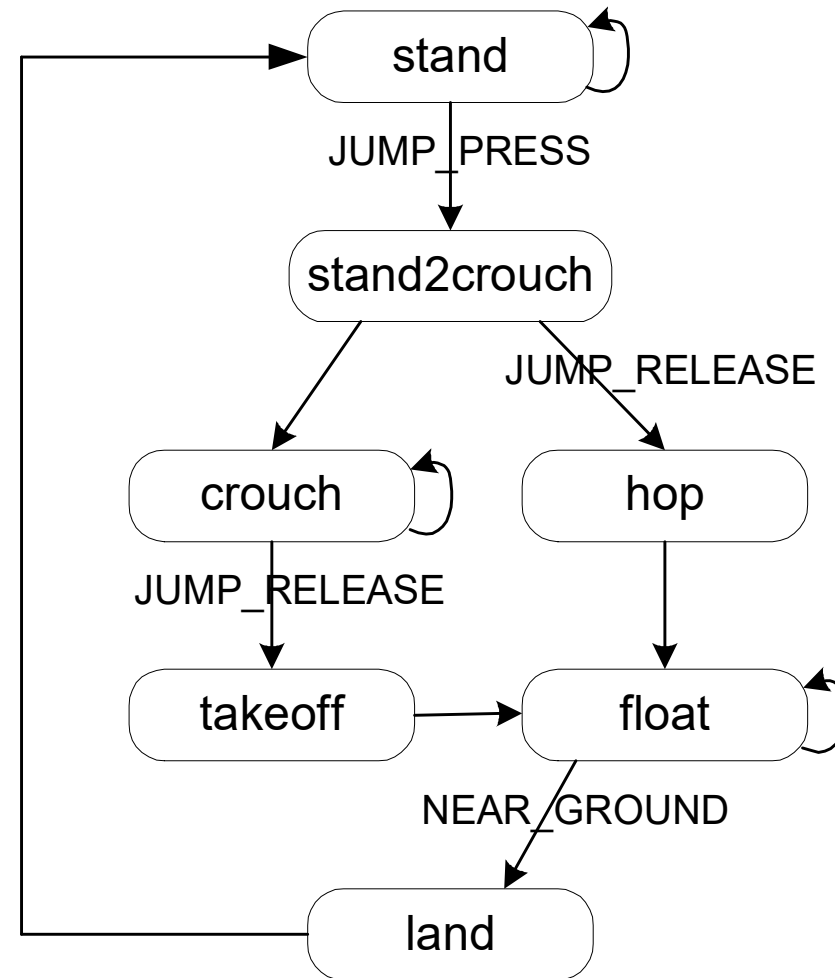 stand
JUMP_PRESS
stand2crouch
JUMP_RELEASE
crouch
hop
JUMP_RELEASE
takeoff
float
NEAR_GROUND
land